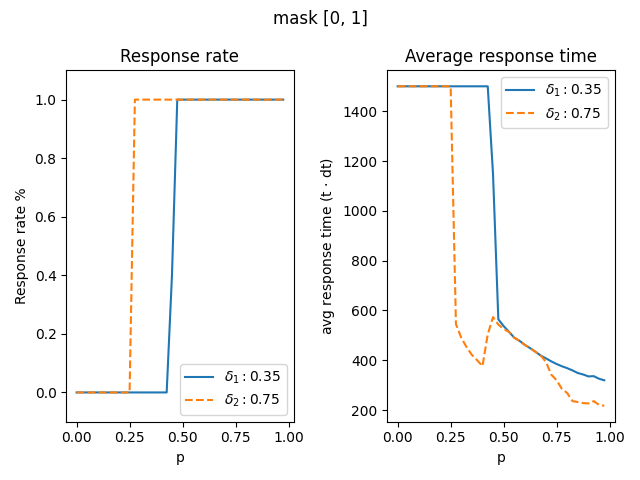 mask [0, 1]
Response rate
Response rate %
1.0
0.8
0.6
0.4
0.2
0.0
δ₁ : 0.35
δ₂ : 0.75
0.00 0.25 0.50 0.75 1.00
p
Average response time
avg response time (t · dt)
1400
1200
1000
800
600
400
200
δ₁ : 0.35
δ₂ : 0.75
0.00 0.25 0.50 0.75 1.00
p